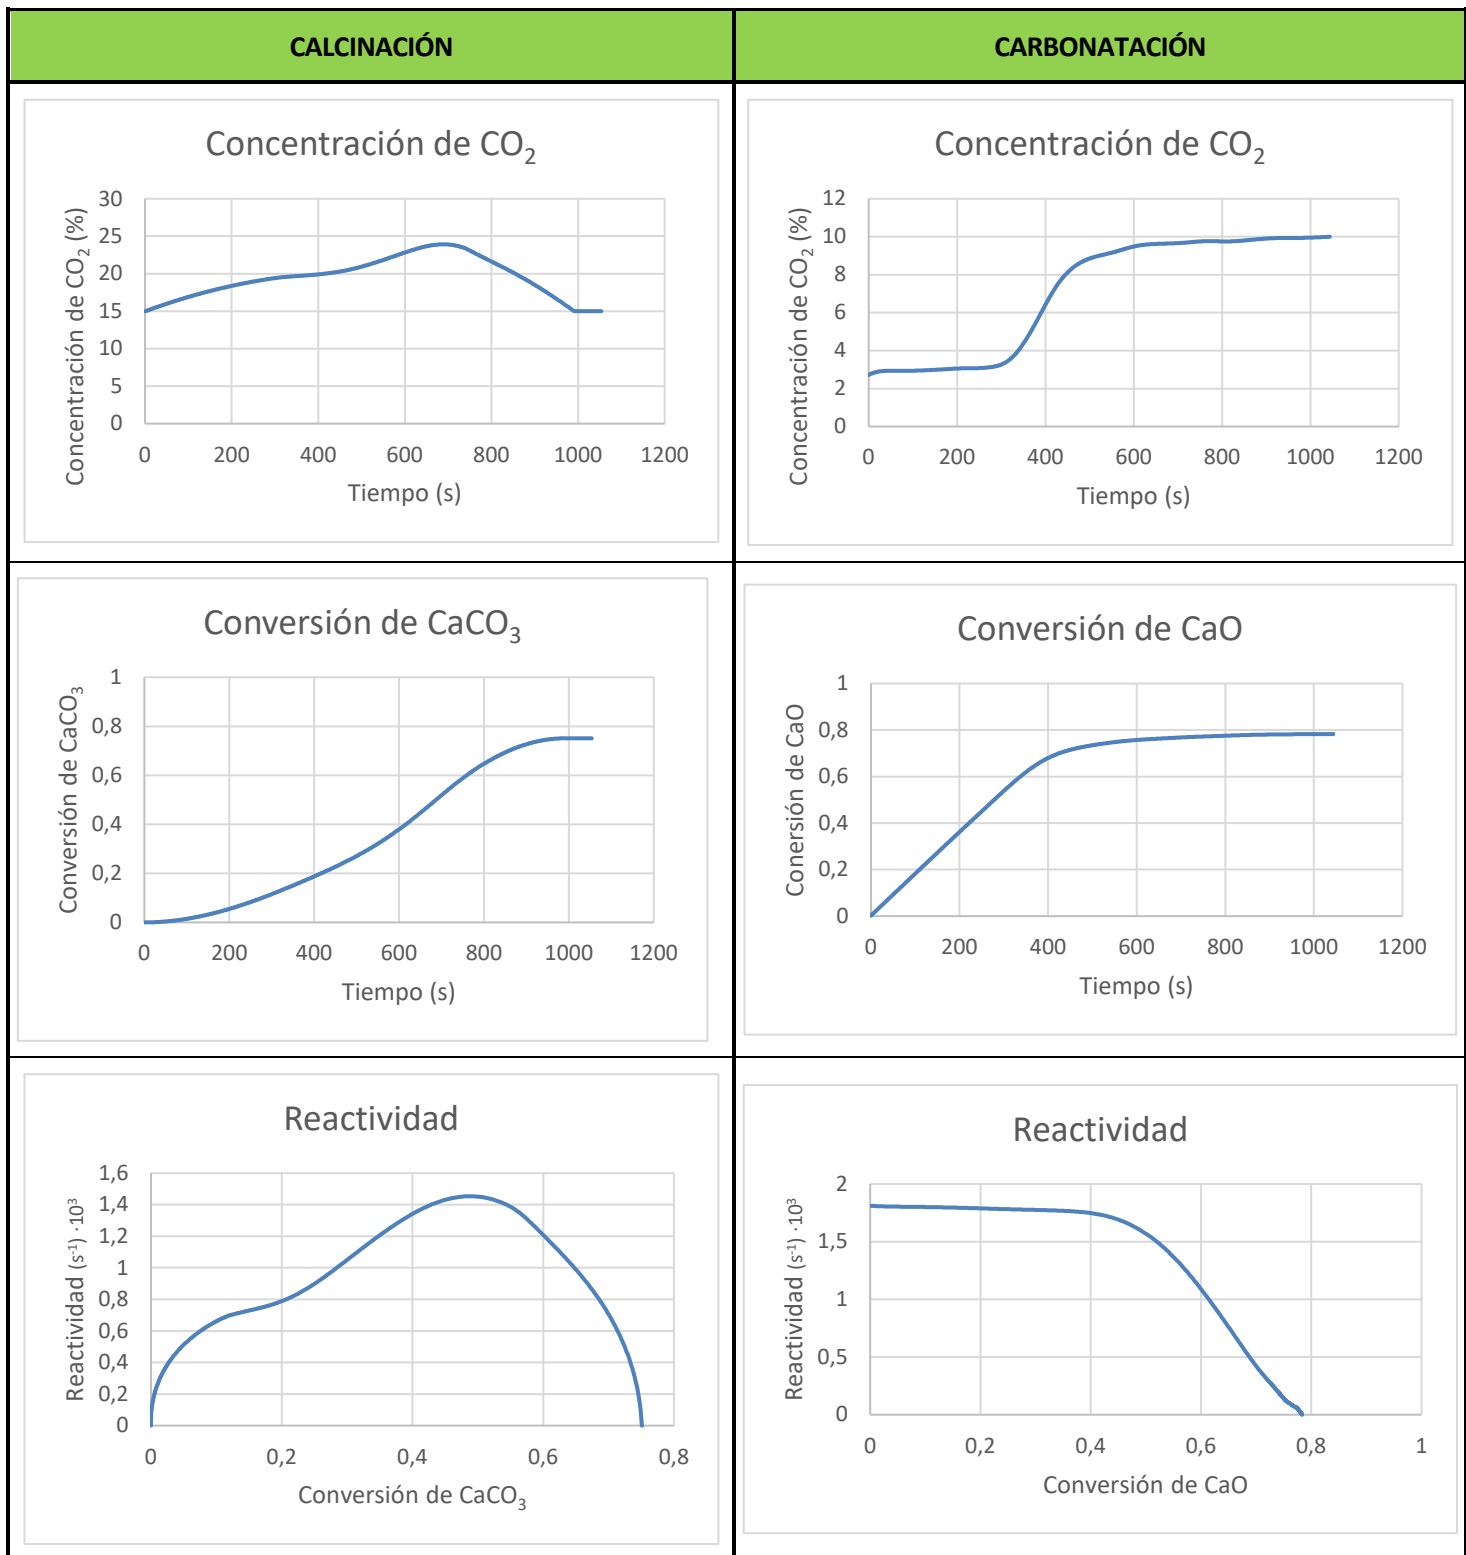 CALCINACIÓN
CARBONATACIÓN
Concentración de CO2
Concentración de CO2 (%)
30
25
20
15
10
5
0
0 200 400 600 800 1000 1200
Tiempo (s)
Concentración de CO2
Concentración de CO2 (%)
12
10
8
6
4
2
0
0 200 400 600 800 1000 1200
Tiempo (s)
Conversión de CaCO3
Conversión de CaCO3
1
0,8
0,6
0,4
0,2
0
0 200 400 600 800 1000 1200
Tiempo (s)
Conversión de CaO
Conersión de CaO
1
0,8
0,6
0,4
0,2
0
0 200 400 600 800 1000 1200
Tiempo (s)
Reactividad
Reactividad (s-1) ·103
1,6
1,4
1,2
1
0,8
0,6
0,4
0,2
0
0 0,2 0,4 0,6 0,8
Conversión de CaCO3
Reactividad
Reactividad (s-1) ·103
2
1,5
1
0,5
0
0 0,2 0,4 0,6 0,8 1
Conversión de CaO